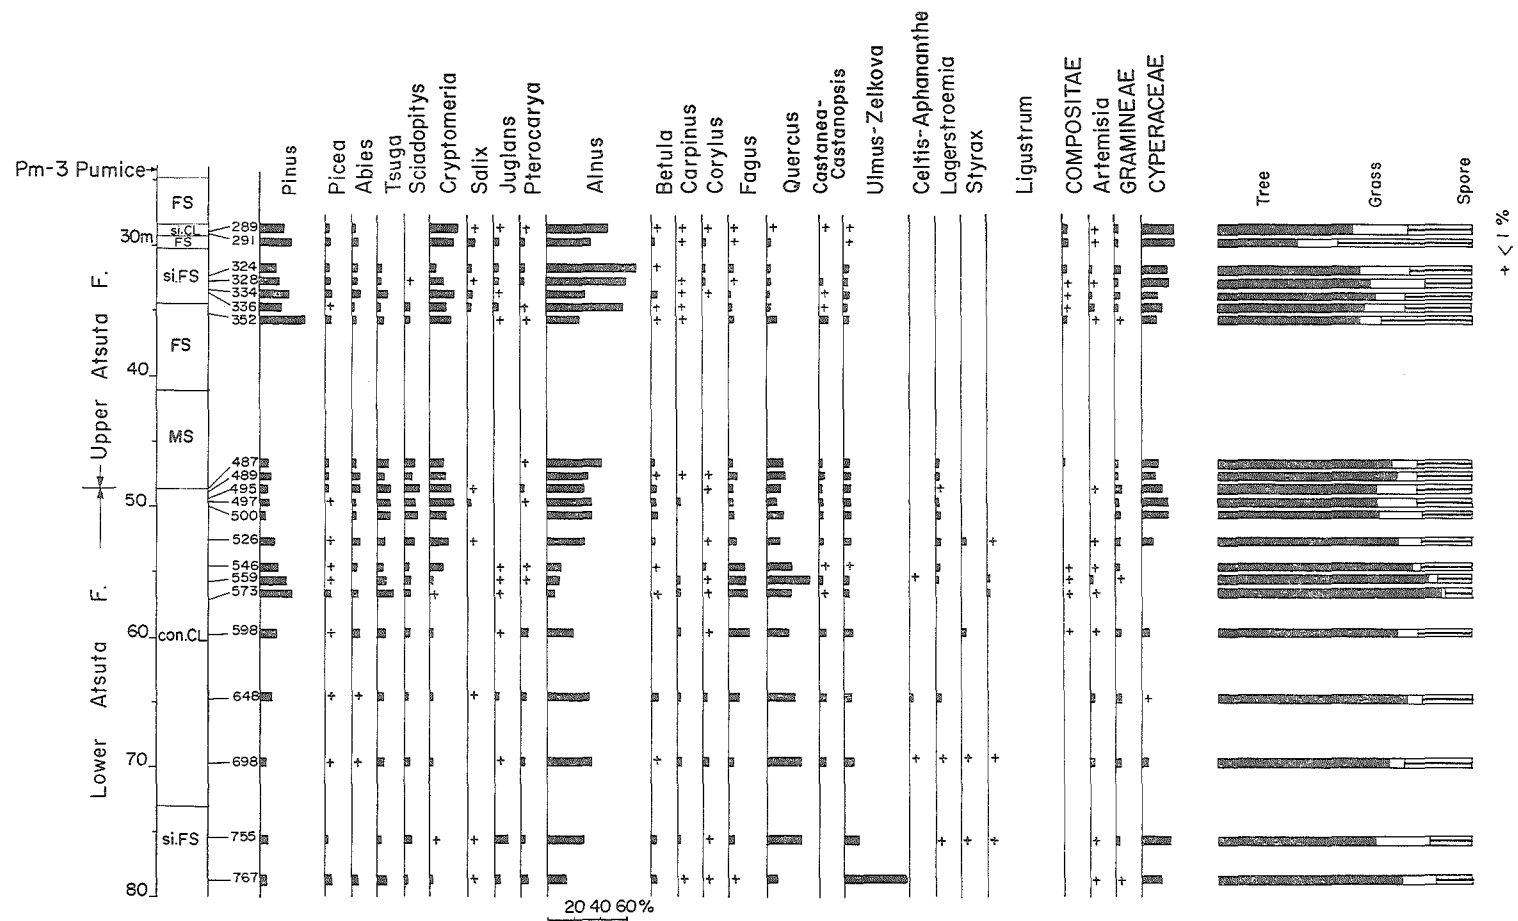 Pm-3 Pumice
Pinus
Picea
Abies
Tsuga
Sciadopitys
Cryptomeria
Salix
Juglans
Pterocarya
Alnus
Betula
Carpinus
Corylus
Fagus
Quercus
Castanea-
Castanopsis
Ulmus-Zelkova
Celtis-Aphananthe
Lagerstroemia
Styrax
Ligustrum
COMPOSITAE
Artemisia
GRAMINEAE
CYPERACEAE
Tree
Grass
Spore
+ < 1 %
Upper Atsuta F.
Lower Atsuta F.
30m
40
50
60
70
80
FS
si.CL
FS
si.FS
FS
MS
con.CL
si.FS
289
291
324
328
334
336
352
487
489
495
497
500
526
546
559
573
598
648
698
755
767
20 40 60%